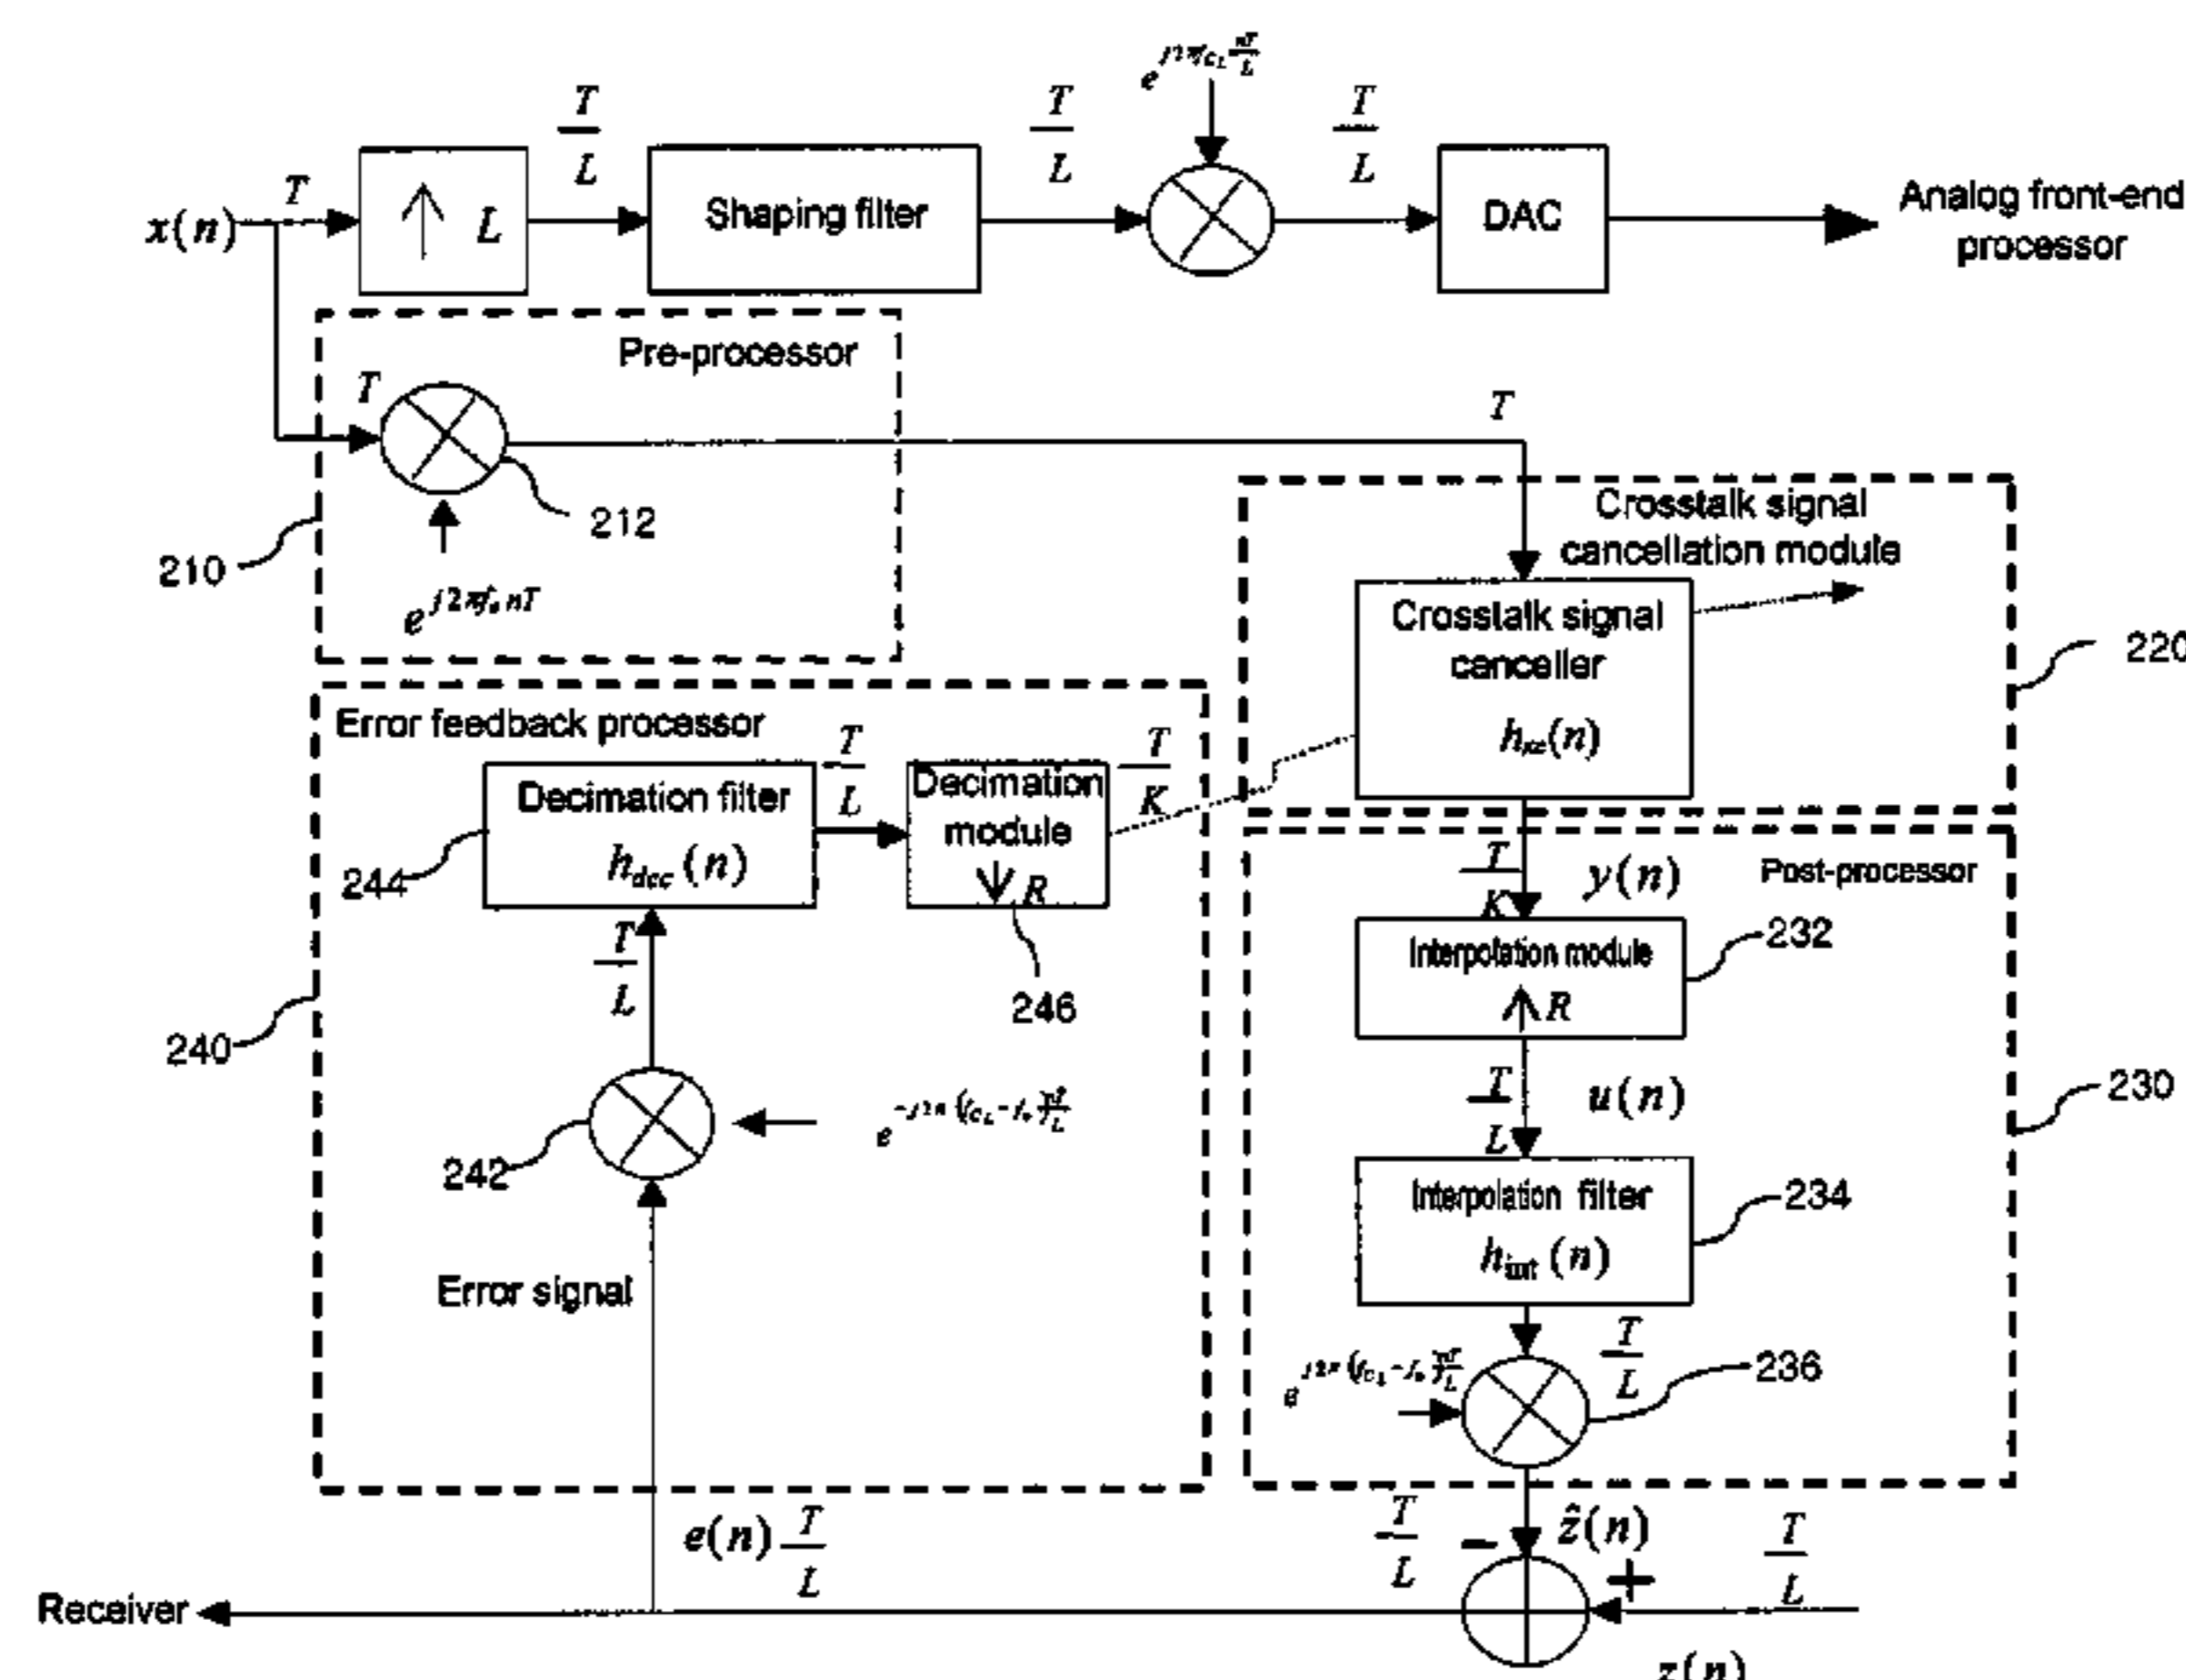 x(n)
T
↑ L
T/L
Shaping filter
T/L
T/L
DAC
Analog front-end
processor
Pre-processor
T
212
210
T
Crosstalk signal
cancellation module
Crosstalk signal
canceller
220
Error feedback processor
Decimation filter
h_dec(n)
244
T/L
Decimation
module
↓ R
T/K
246
T/L
240
242
Error signal
T/K
y(n)
Post-processor
Interpolation module
↑ R
232
T/L
u(n)
230
Interpolation filter
h_int(n)
234
T/L
236
e(n) T/L
T/L
- ẑ(n)
+
T/L
Receiver
z(n)